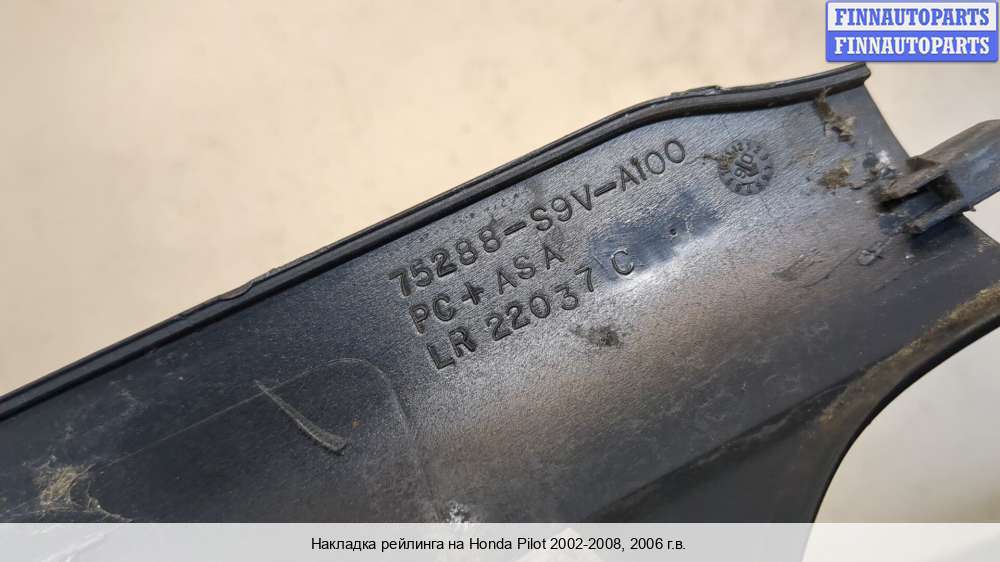 FINNAUTOPARTS
FINNAUTOPARTS
75288-S9V-A100
PC+ASA
LR 22037 C
Накладка рейлинга на Honda Pilot 2002-2008, 2006 г.в.